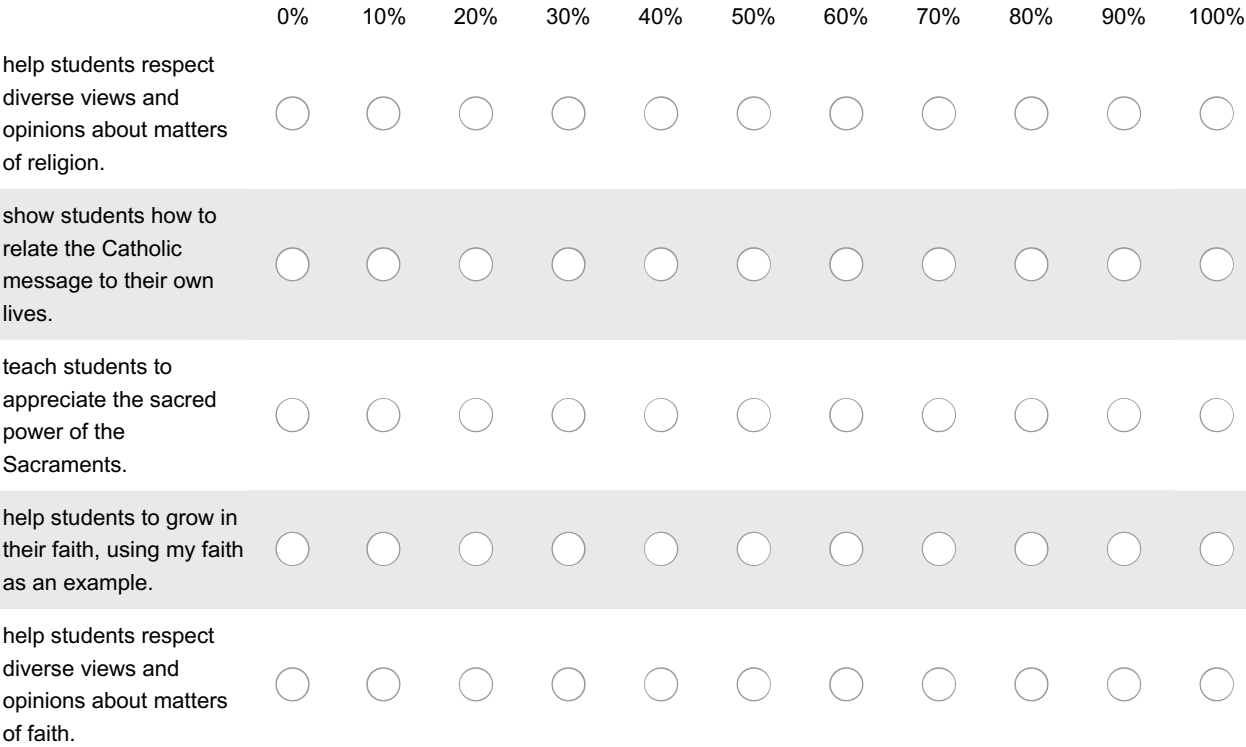 0% 10% 20% 30% 40% 50% 60% 70% 80% 90% 100%
help students respect
diverse views and
opinions about matters
of religion.
show students how to
relate the Catholic
message to their own
lives.
teach students to
appreciate the sacred
power of the
Sacraments.
help students to grow in
their faith, using my faith
as an example.
help students respect
diverse views and
opinions about matters
of faith.